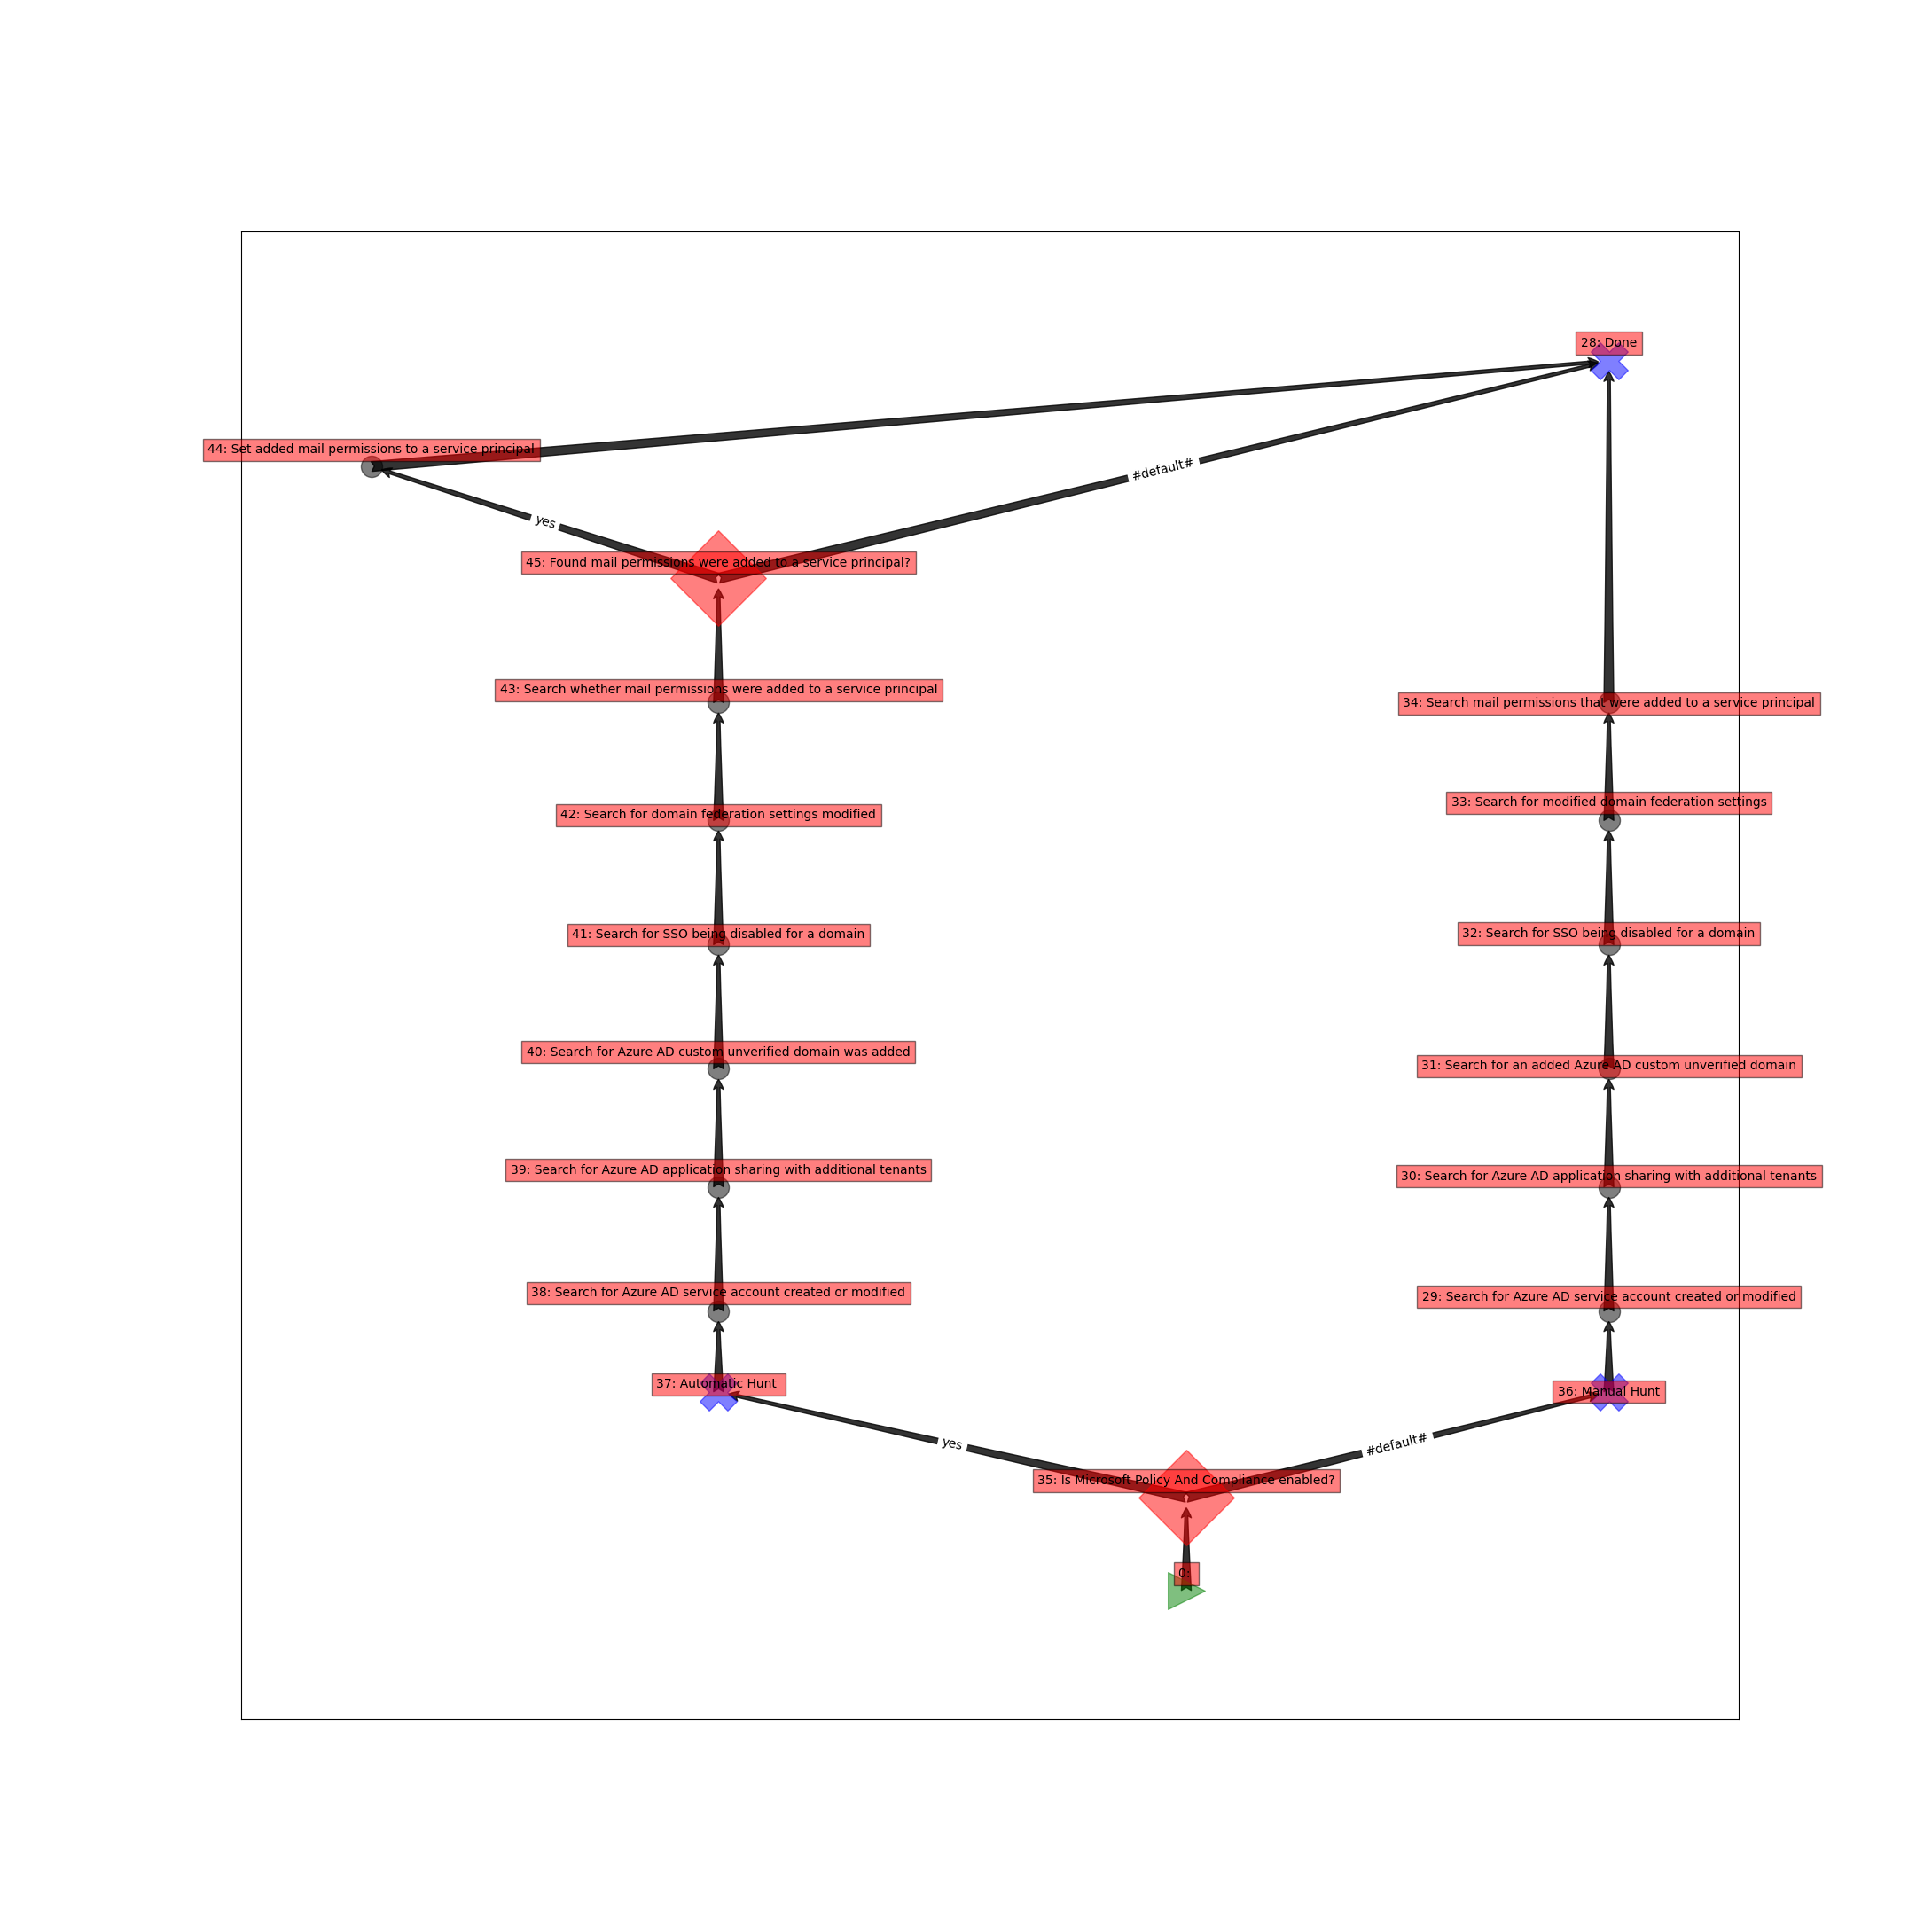 28: Done
44: Set added mail permissions to a service principal
#default#
yes
45: Found mail permissions were added to a service principal?
43: Search whether mail permissions were added to a service principal
34: Search mail permissions that were added to a service principal
33: Search for modified domain federation settings
42: Search for domain federation settings modified
41: Search for SSO being disabled for a domain
32: Search for SSO being disabled for a domain
40: Search for Azure AD custom unverified domain was added
31: Search for an added Azure AD custom unverified domain
39: Search for Azure AD application sharing with additional tenants
30: Search for Azure AD application sharing with additional tenants
38: Search for Azure AD service account created or modified
29: Search for Azure AD service account created or modified
37: Automatic Hunt
36: Manual Hunt
yes
#default#
35: Is Microsoft Policy And Compliance enabled?
0: